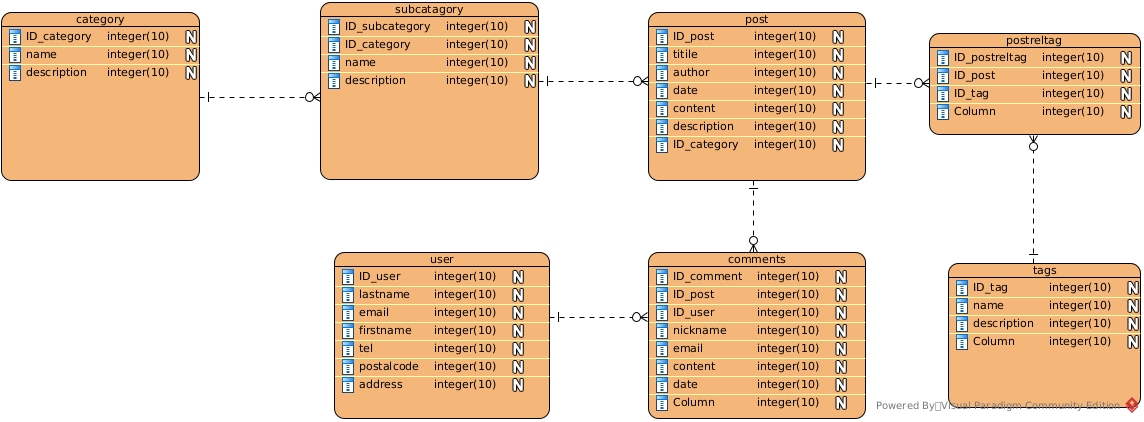 category
ID_category integer(10) N
name integer(10) N
description integer(10) N
subcatagory
ID_subcategory integer(10) N
ID_category integer(10) N
name integer(10) N
description integer(10) N
post
ID_post integer(10) N
titile integer(10) N
author integer(10) N
date integer(10) N
content integer(10) N
description integer(10) N
ID_category integer(10) N
postreltag
ID_postreltag integer(10) N
ID_post integer(10) N
ID_tag integer(10) N
Column integer(10) N
user
ID_user integer(10) N
lastname integer(10) N
email integer(10) N
firstname integer(10) N
tel integer(10) N
postalcode integer(10) N
address integer(10) N
comments
ID_comment integer(10) N
ID_post integer(10) N
ID_user integer(10) N
nickname integer(10) N
email integer(10) N
content integer(10) N
date integer(10) N
Column integer(10) N
tags
ID_tag integer(10) N
name integer(10) N
description integer(10) N
Column integer(10) N
Powered By Visual Paradigm Community Edition